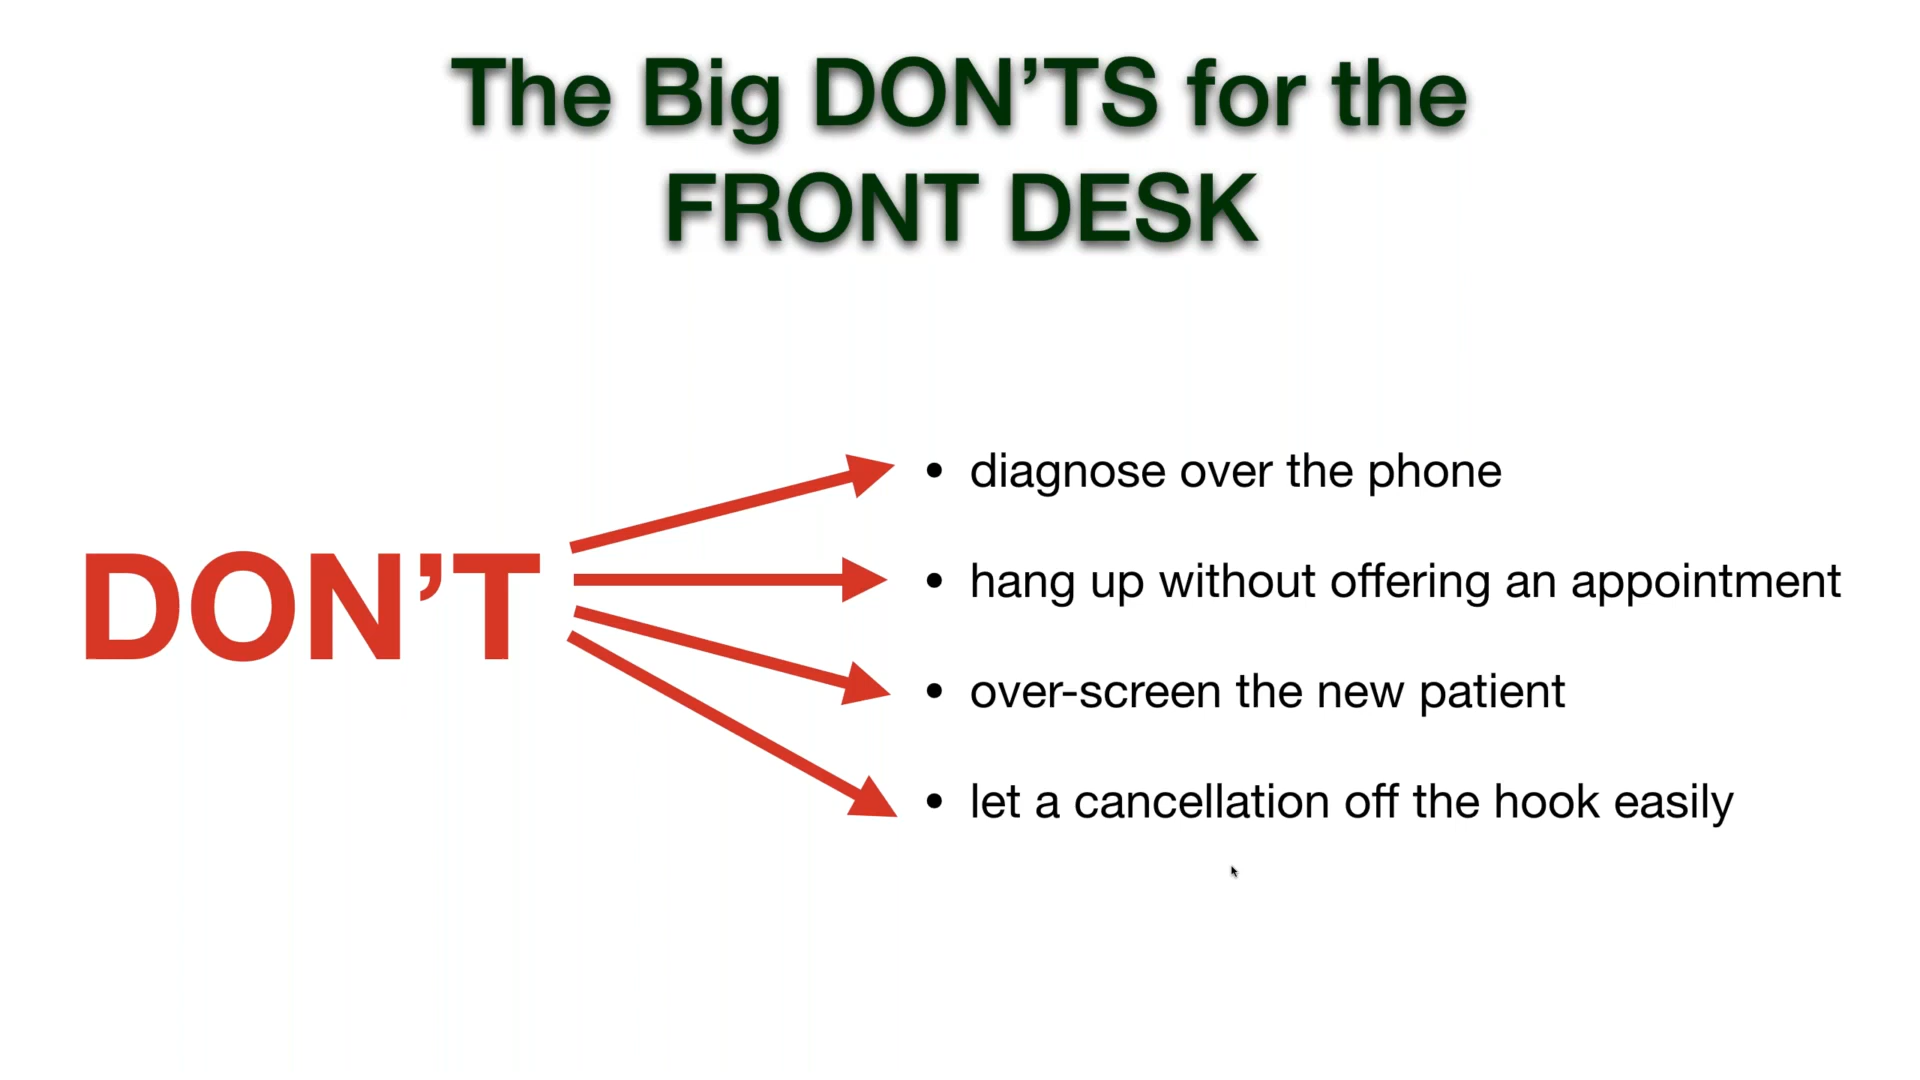 The Big DON’TS for the
FRONT DESK
DON’T
• diagnose over the phone
• hang up without offering an appointment
• over-screen the new patient
• let a cancellation off the hook easily